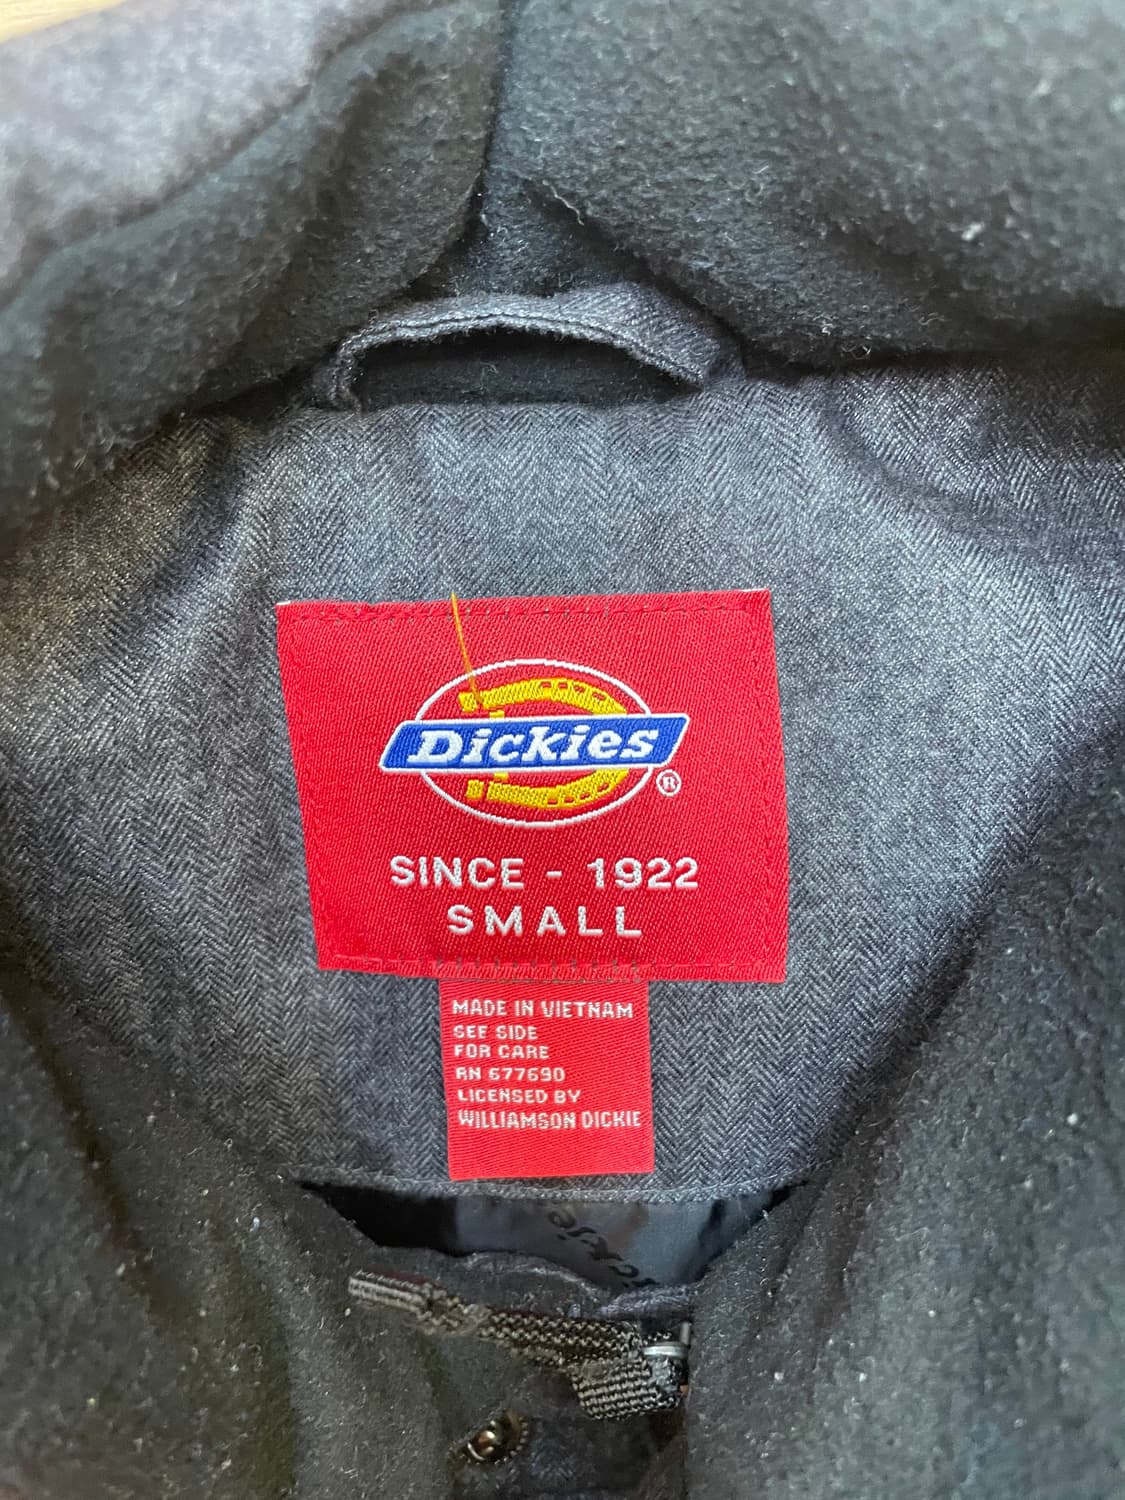 Dickies
®
SINCE - 1922
SMALL
MADE IN VIETNAM
SEE SIDE
FOR CARE
RN 677690
LICENSED BY
WILLIAMSON DICKIE